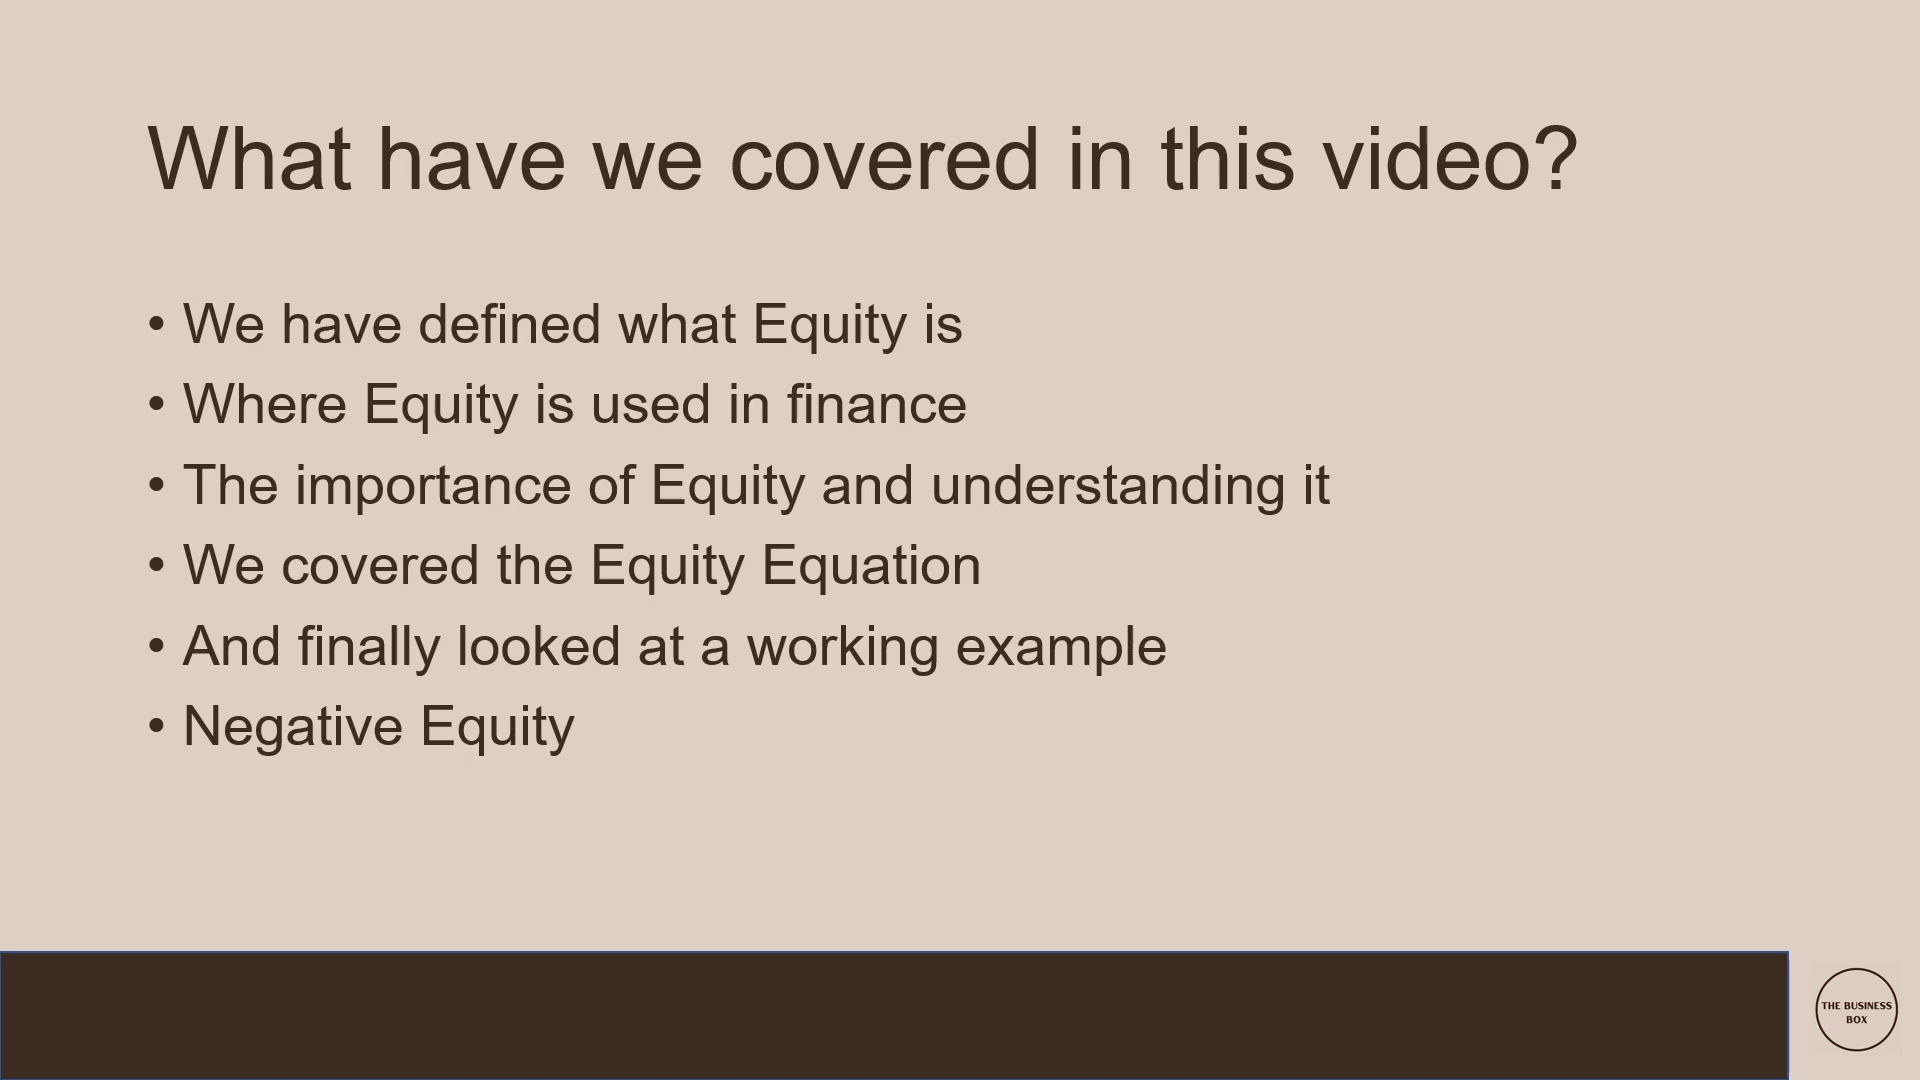 What have we covered in this video?
• We have defined what Equity is
• Where Equity is used in finance
• The importance of Equity and understanding it
• We covered the Equity Equation
• And finally looked at a working example
• Negative Equity
THE BUSINESS
BOX